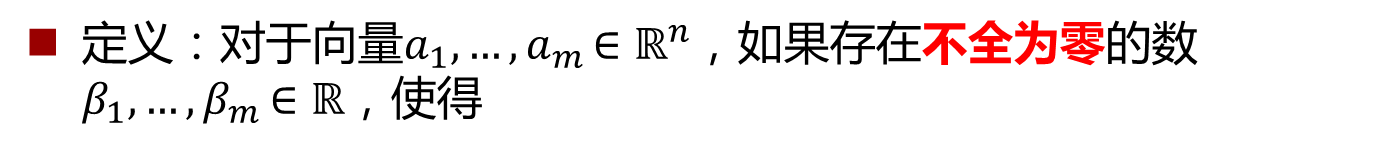 ■ 定义：对于向量𝑎₁, … , 𝑎ₘ ∈ ℝⁿ，如果存在不全为零的数
𝛽₁, … , 𝛽ₘ ∈ ℝ，使得